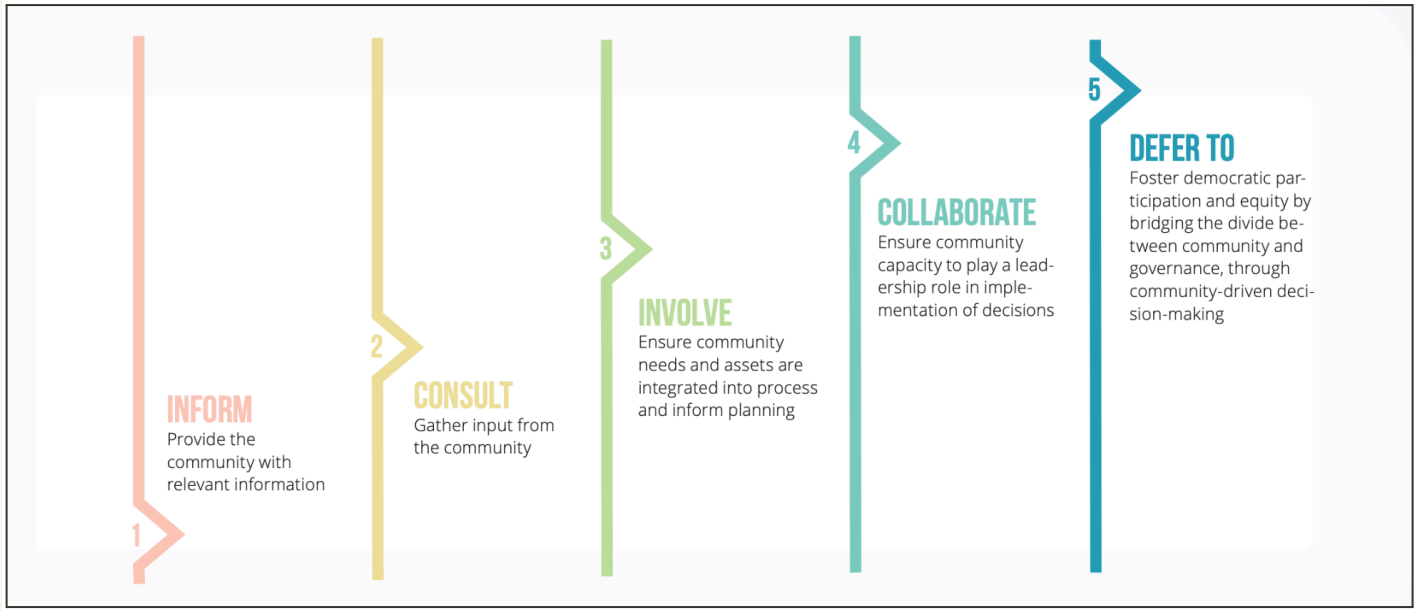 1
INFORM
Provide the
community with
relevant information
2
CONSULT
Gather input from
the community
3
INVOLVE
Ensure community
needs and assets are
integrated into process
and inform planning
4
COLLABORATE
Ensure community
capacity to play a lead-
ership role in imple-
mentation of decisions
5
DEFER TO
Foster democratic par-
ticipation and equity by
bridging the divide be-
tween community and
governance, through
community-driven deci-
sion-making